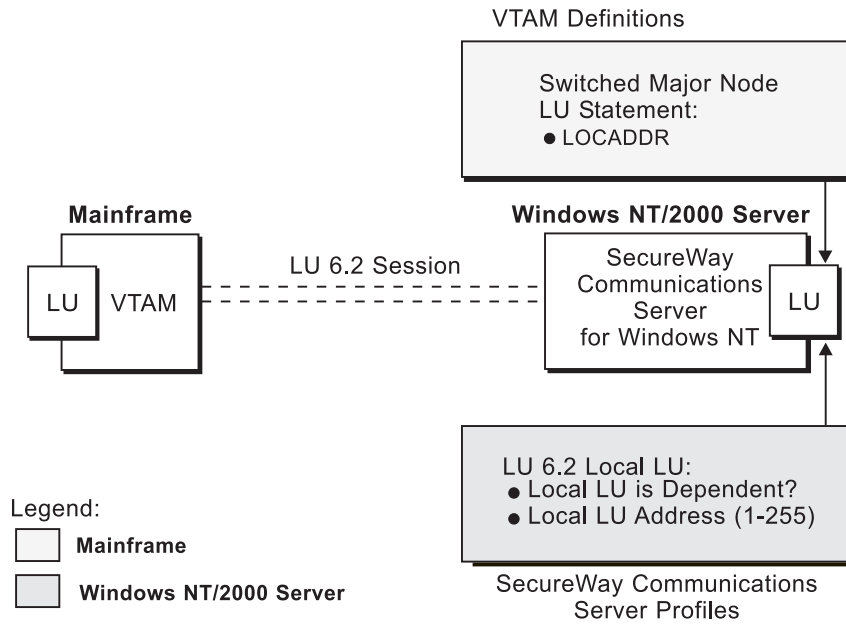 VTAM Definitions
Switched Major Node
LU Statement:
● LOCADDR
Mainframe
Windows NT/2000 Server
LU 6.2 Session
LU
VTAM
SecureWay
Communications
Server
for Windows NT
LU
LU 6.2 Local LU:
● Local LU is Dependent?
● Local LU Address (1-255)
Legend:
Mainframe
Windows NT/2000 Server
SecureWay Communications
Server Profiles